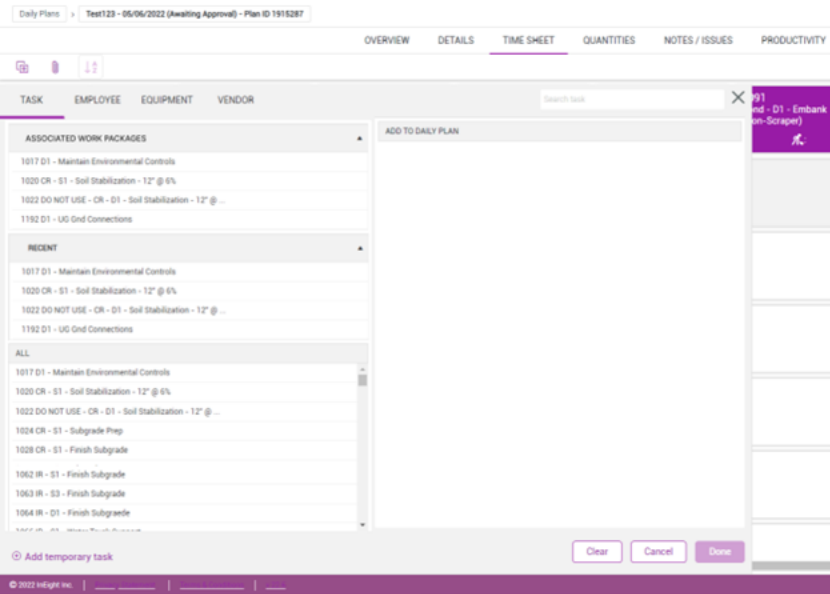 Daily Plans > Test123 - 05/06/2022 (Awaiting Approval) - Plan ID 1915287
OVERVIEW DETAILS TIME SHEET QUANTITIES NOTES / ISSUES PRODUCTIVITY
TASK EMPLOYEE EQUIPMENT VENDOR Search task
ASSOCIATED WORK PACKAGES
1017 D1 - Maintain Environmental Controls
1020 CR - S1 - Soil Stabilization - 12" @ 6%
1022 DO NOT USE - CR - D1 - Soil Stabilization - 12" @ ...
1192 D1 - UG Gnd Connections
RECENT
1017 D1 - Maintain Environmental Controls
1020 CR - S1 - Soil Stabilization - 12" @ 6%
1022 DO NOT USE - CR - D1 - Soil Stabilization - 12" @ ...
1192 D1 - UG Gnd Connections
ALL
1017 D1 - Maintain Environmental Controls
1020 CR - S1 - Soil Stabilization - 12" @ 6%
1022 DO NOT USE - CR - D1 - Soil Stabilization - 12" @ ...
1024 CR - S1 - Subgrade Prep
1028 CR - S1 - Finish Subgrade
1062 IR - S1 - Finish Subgrade
1063 IR - S3 - Finish Subgrade
1064 IR - D1 - Finish Subgraede
ADD TO DAILY PLAN
91
nd - D1 - Embank
on-Scraper)
Add temporary task
Clear Cancel Done
© 2022 InEight Inc.